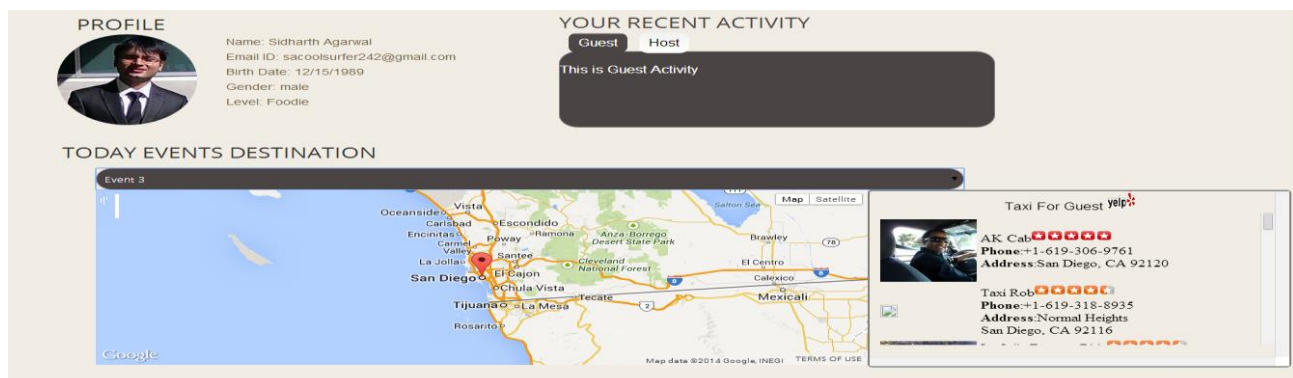 PROFILE
Name: Sidharth Agarwal
Email ID: sacoolsurfer242@gmail.com
Birth Date: 12/15/1989
Gender: male
Level: Foodie
YOUR RECENT ACTIVITY
Guest Host
This is Guest Activity
TODAY EVENTS DESTINATION
Event 3
Map Satellite
Salton Sea
Vista
Oceanside
Carlsbad Escondido
Encinitas Ramona Anza-Borrego
Carmel Poway Desert State Park Brawley
Valley 78
Santee
La Jolla Cleveland El Centro
National Forest
San Diego El Cajon Calexico
Chula Vista
Tecate Mexicali
Tijuana La Mesa 2
Rosarito
Google
Map data ©2014 Google, INEGI TERMS OF USE
Taxi For Guest yelp
AK Cab
Phone:+1-619-306-9761
Address:San Diego, CA 92120
Taxi Rob
Phone:+1-619-318-8935
Address:Normal Heights
San Diego, CA 92116